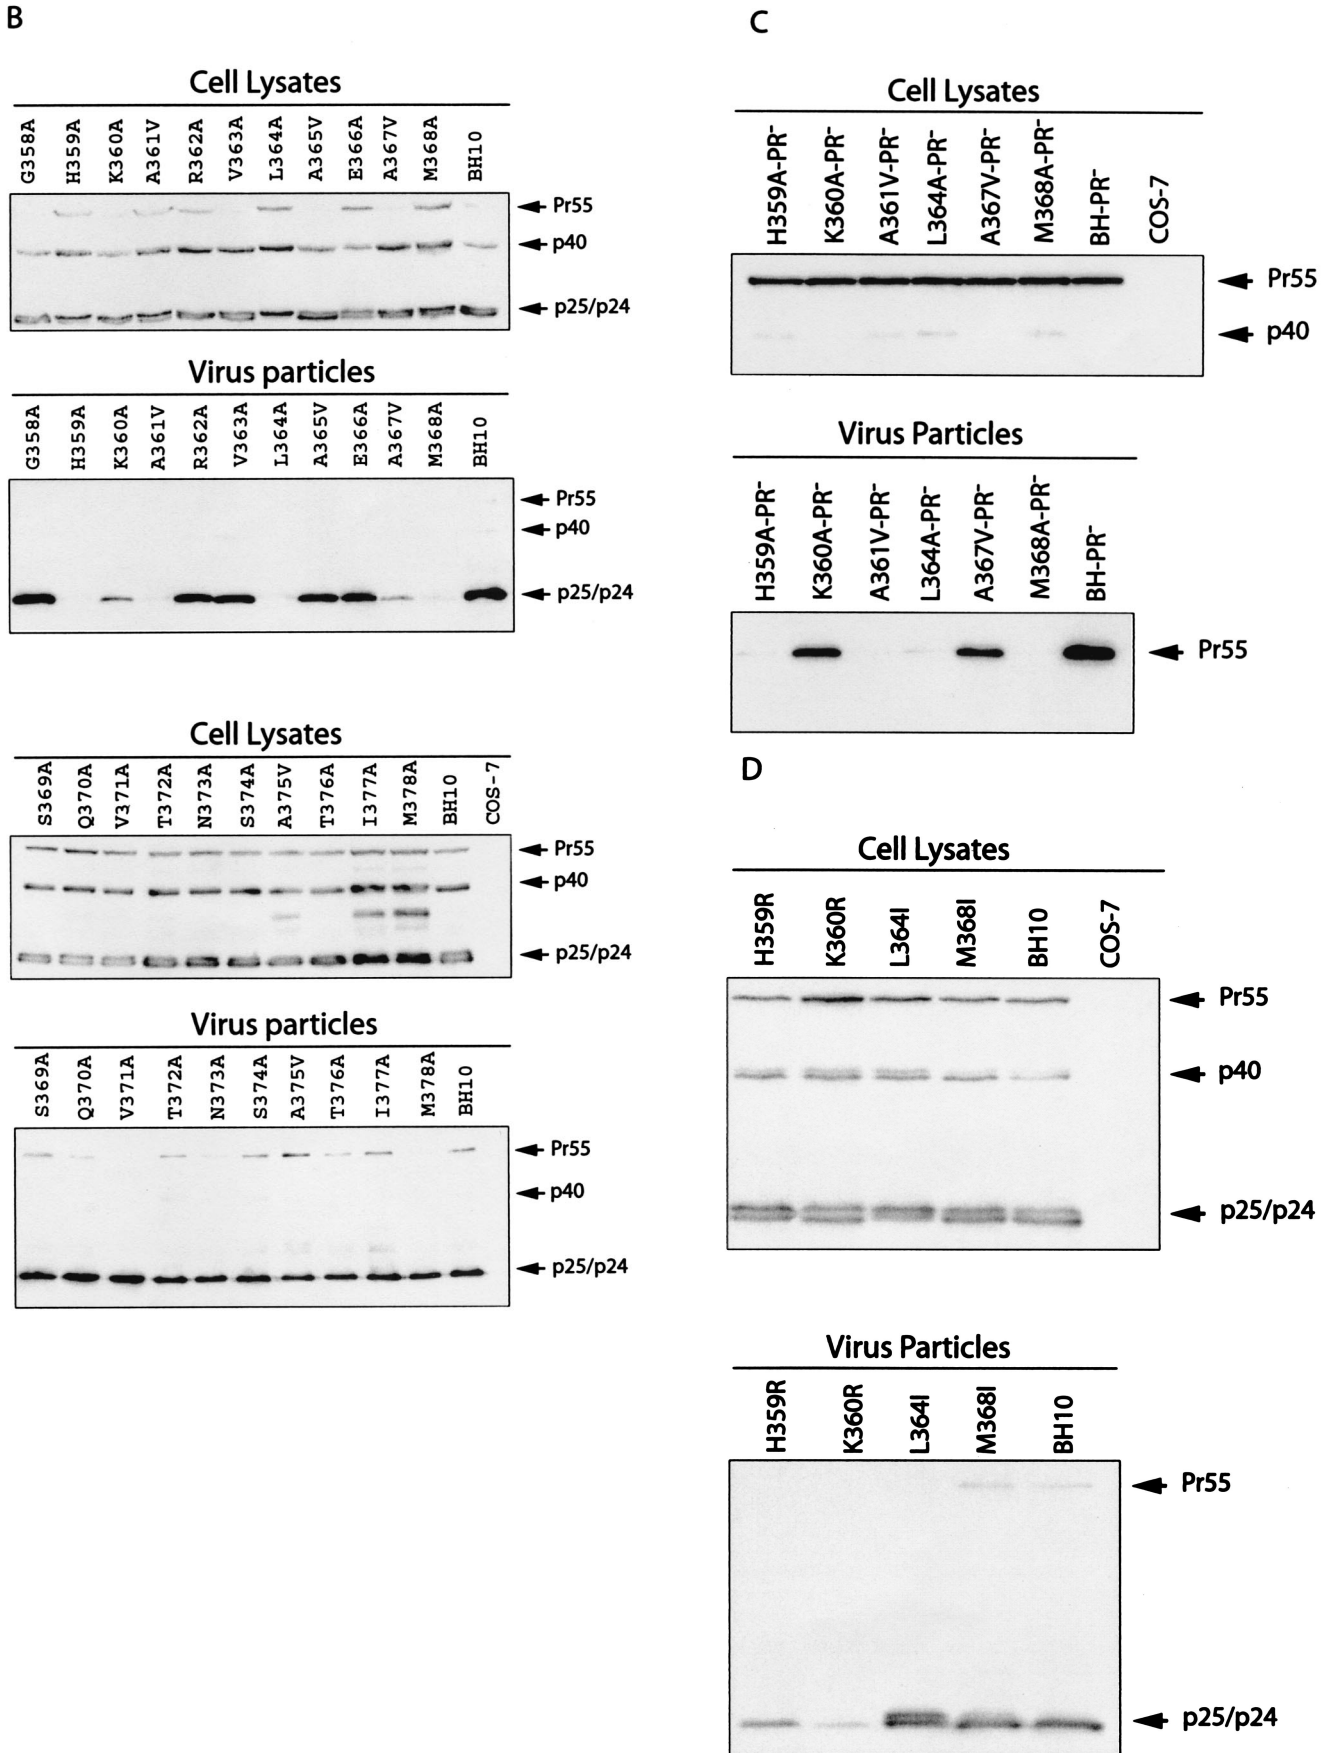 B
Cell Lysates
G358A H359A K360A A361V R362A V363A L364A A365V E366A A367V M368A BH10
Pr55
p40
p25/p24
Virus particles
G358A H359A K360A A361V R362A V363A L364A A365V E366A A367V M368A BH10
Pr55
p40
p25/p24
Cell Lysates
S369A Q370A V371A T372A N373A S374A A375V T376A I377A M378A BH10 COS-7
Pr55
p40
p25/p24
Virus particles
S369A Q370A V371A T372A N373A S374A A375V T376A I377A M378A BH10
Pr55
p40
p25/p24
C
Cell Lysates
H359A-PR⁻ K360A-PR⁻ A361V-PR⁻ L364A-PR⁻ A367V-PR⁻ M368A-PR⁻ BH-PR⁻ COS-7
Pr55
p40
Virus Particles
H359A-PR⁻ K360A-PR⁻ A361V-PR⁻ L364A-PR⁻ A367V-PR⁻ M368A-PR⁻ BH-PR⁻
Pr55
D
Cell Lysates
H359R K360R L364I M368I BH10 COS-7
Pr55
p40
p25/p24
Virus Particles
H359R K360R L364I M368I BH10
Pr55
p25/p24